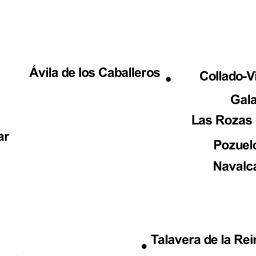 Ávila de los Caballeros
Collado-Vi
Gala
Las Rozas
ar
Pozuelo
Navalca
Talavera de la Rein